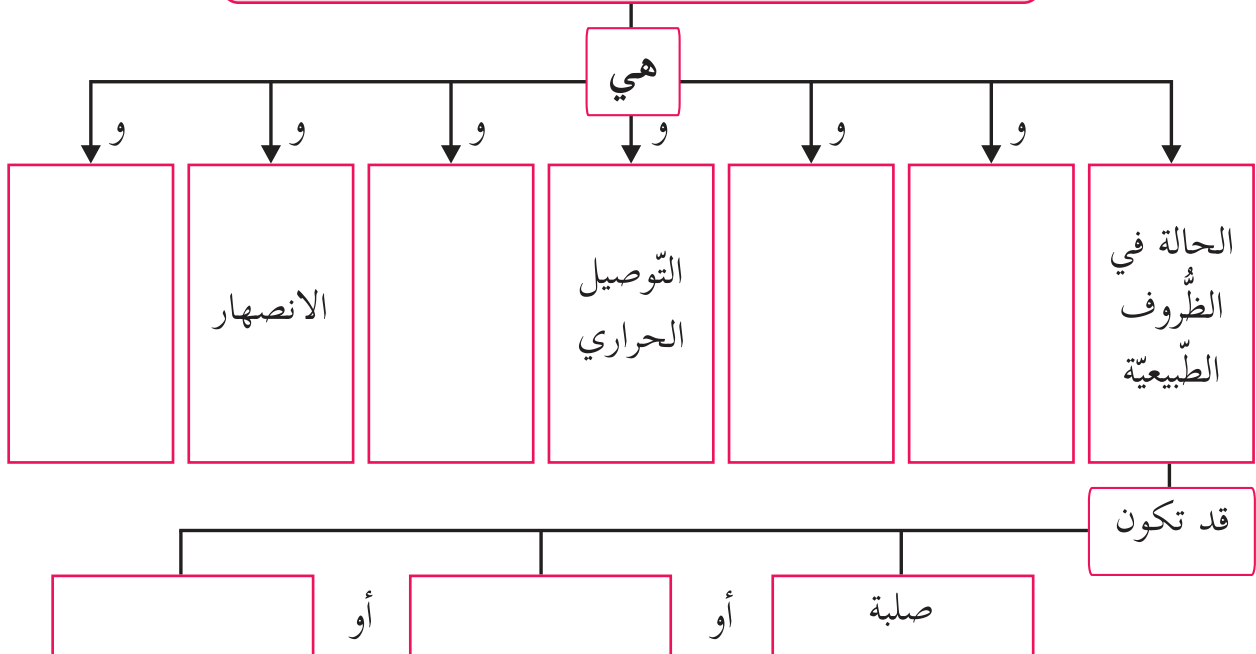 هي
و
و
و
و
و
و
الحالة في
الظُّروف
الطّبيعيّة
التّوصيل
الحراري
الانصهار
قد تكون
صلبة
أو
أو